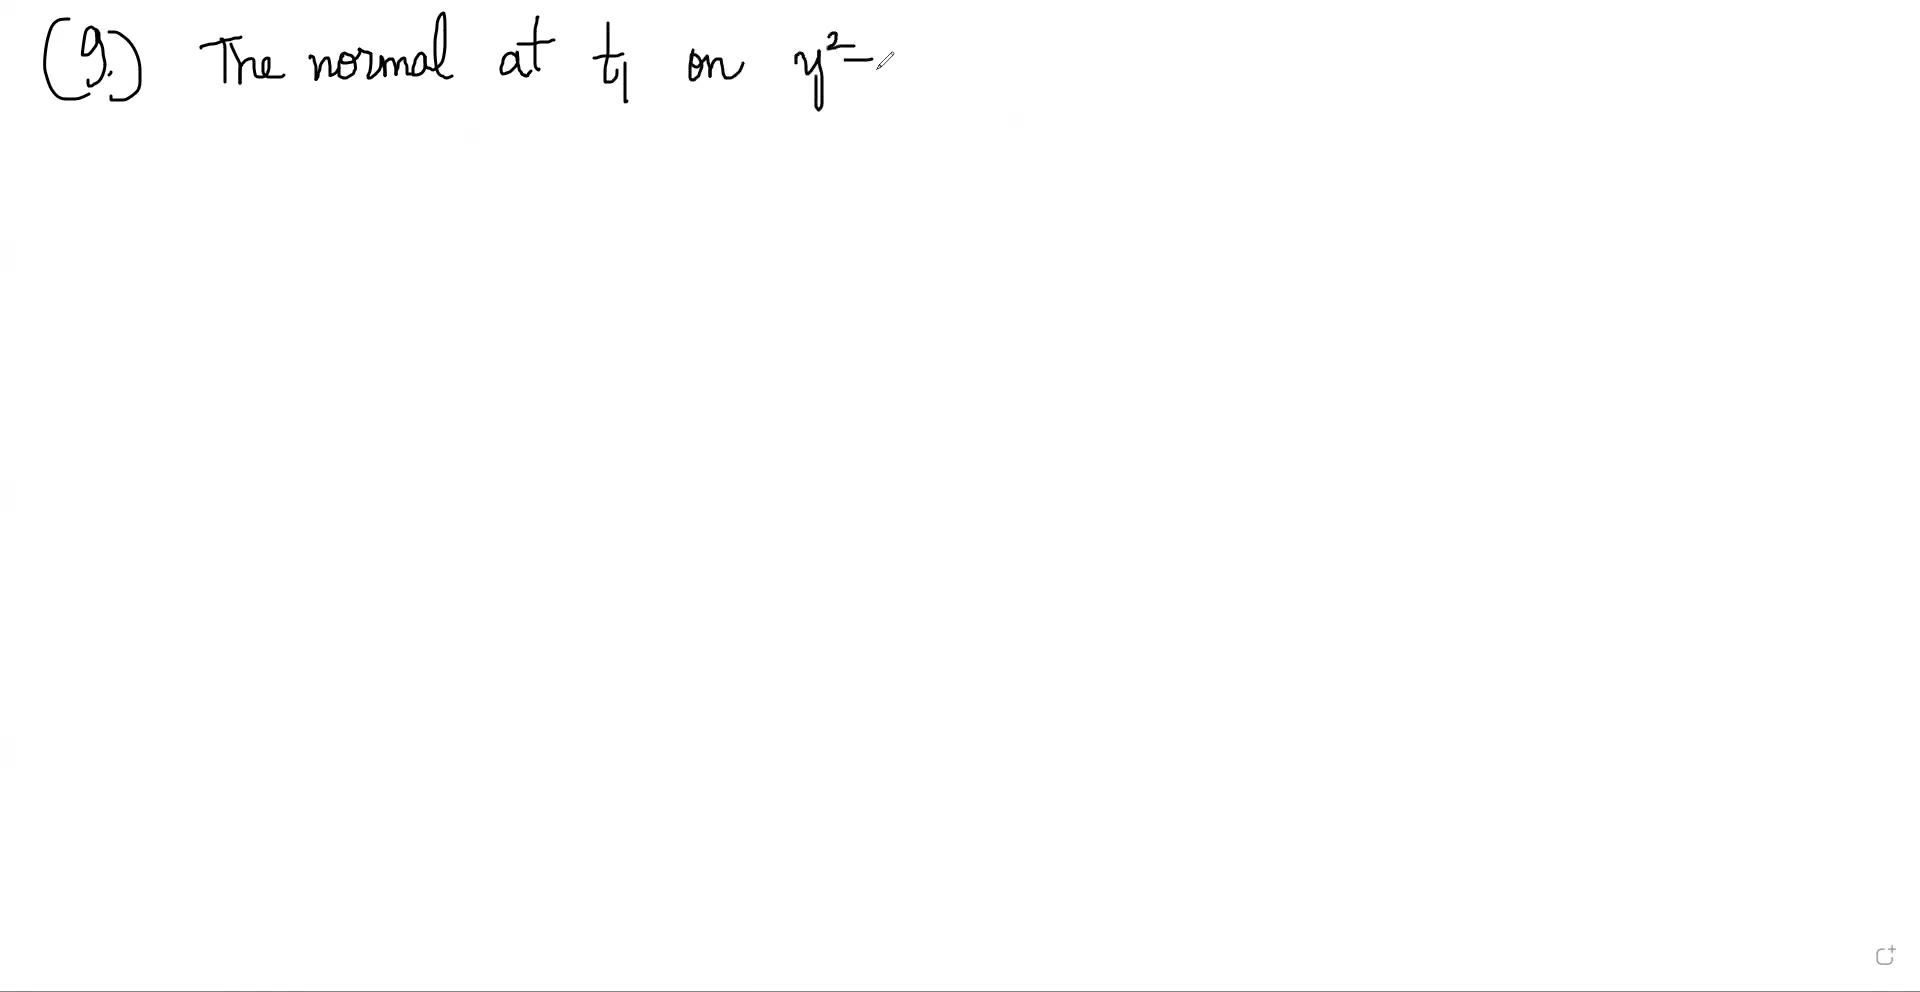 (9.) The normal at t₁ on y² =